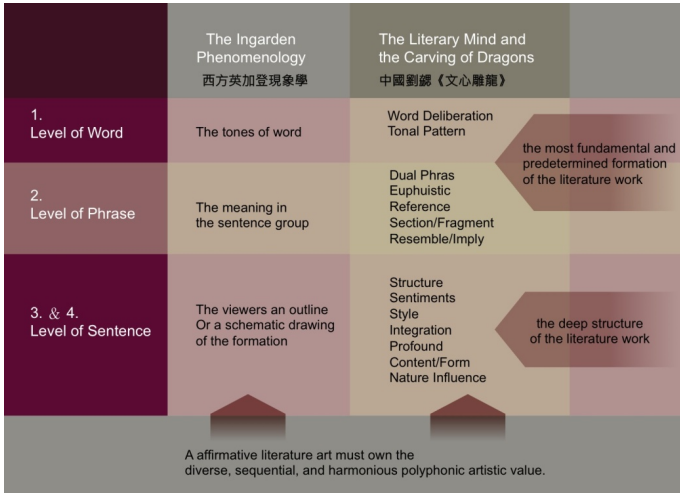 The Ingarden
Phenomenology
西方英加登現象學
The Literary Mind and
the Carving of Dragons
中國劉勰《文心雕龍》
1.
Level of Word
The tones of word
Word Deliberation
Tonal Pattern
the most fundamental and
predetermined formation
of the literature work
2.
Level of Phrase
The meaning in
the sentence group
Dual Phras
Euphuistic
Reference
Section/Fragment
Resemble/Imply
3. & 4.
Level of Sentence
The viewers an outline
Or a schematic drawing
of the formation
Structure
Sentiments
Style
Integration
Profound
Content/Form
Nature Influence
the deep structure
of the literature work
A affirmative literature art must own the
diverse, sequential, and harmonious polyphonic artistic value.